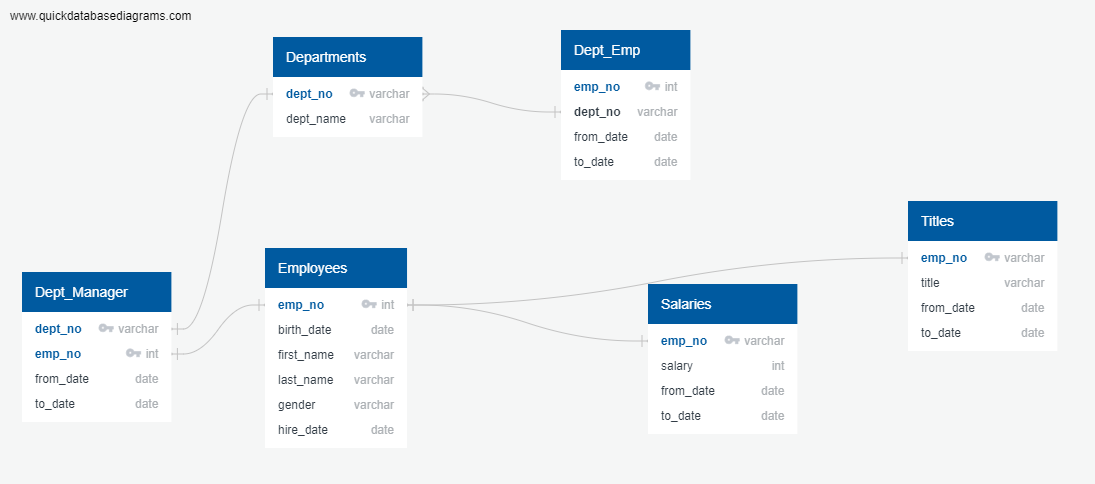 www.quickdatabasediagrams.com
Departments
dept_no varchar
dept_name varchar
Dept_Emp
emp_no int
dept_no varchar
from_date date
to_date date
Titles
emp_no varchar
title varchar
from_date date
to_date date
Employees
emp_no int
birth_date date
first_name varchar
last_name varchar
gender varchar
hire_date date
Dept_Manager
dept_no varchar
emp_no int
from_date date
to_date date
Salaries
emp_no varchar
salary int
from_date date
to_date date